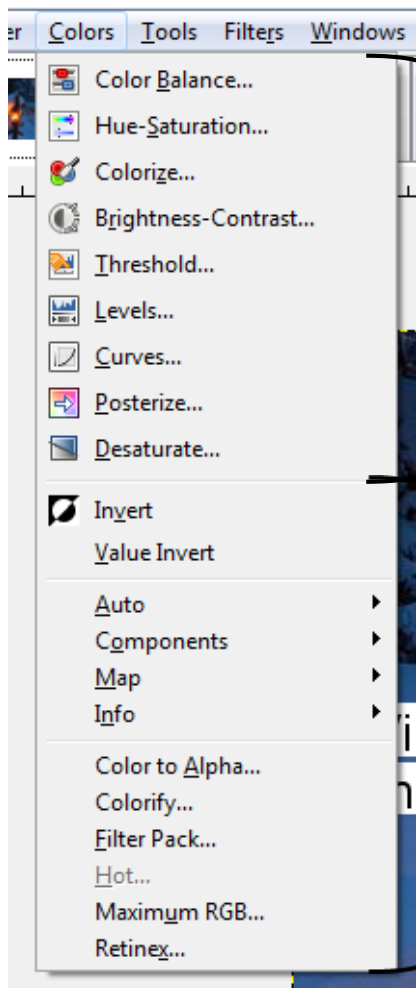 er Colors Tools Filters Windows
Color Balance...
Hue-Saturation...
Colorize...
Brightness-Contrast...
Threshold...
Levels...
Curves...
Posterize...
Desaturate...
Invert
Value Invert
Auto
Components
Map
Info
Color to Alpha...
Colorify...
Filter Pack...
Hot...
Maximum RGB...
Retinex...